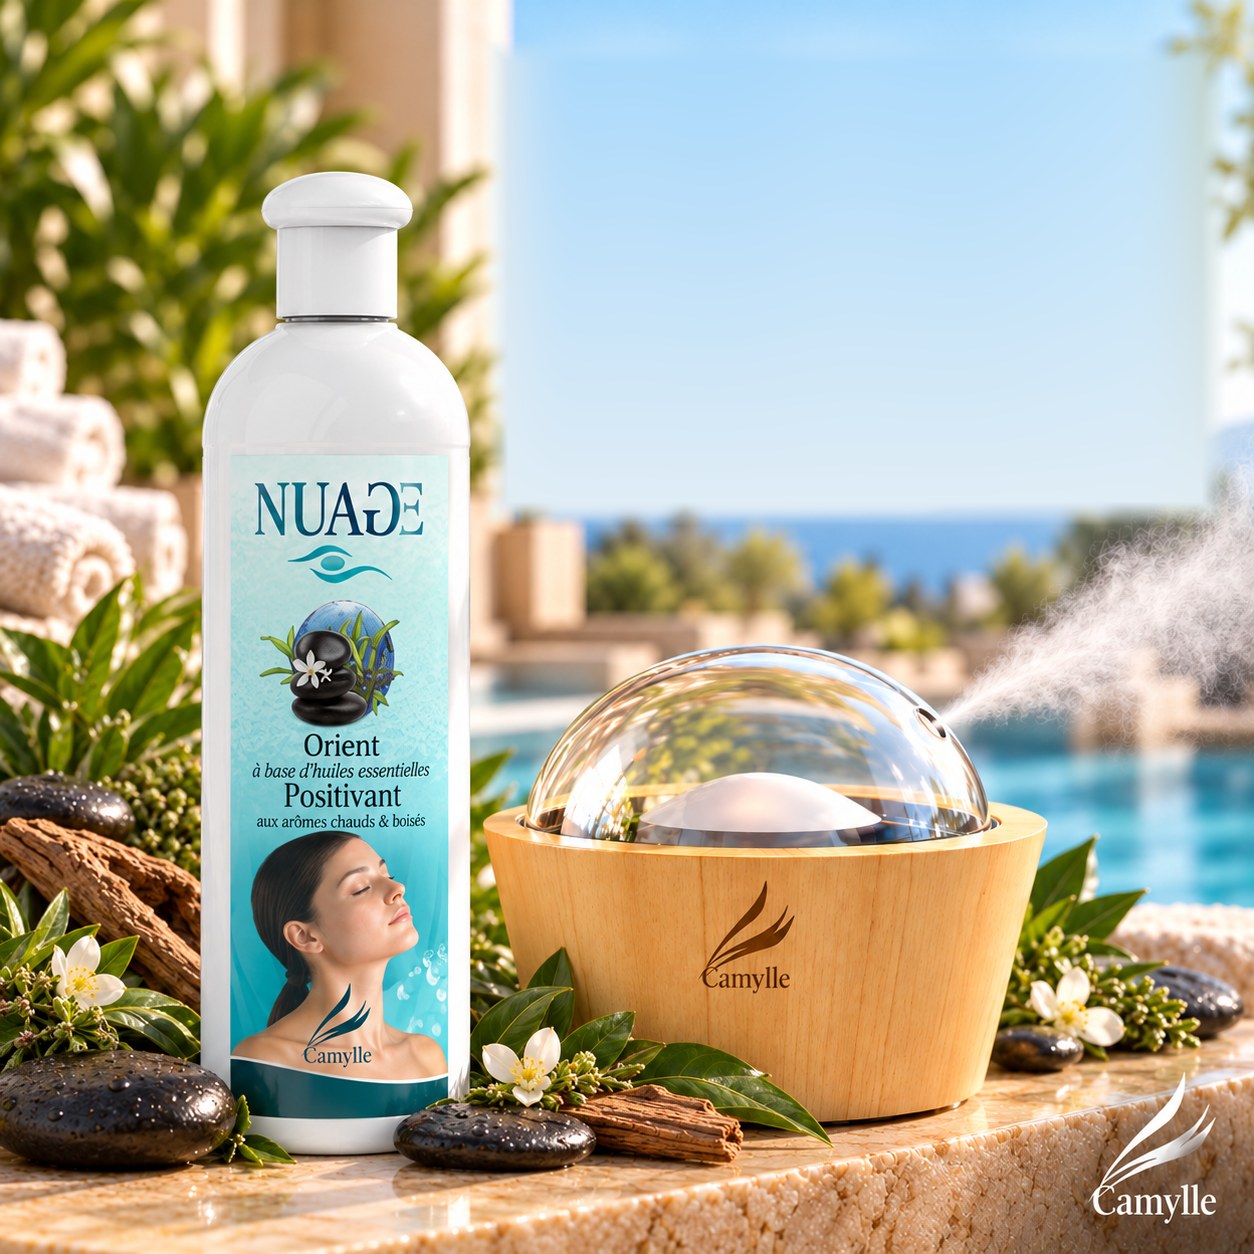 NUAGE
Orient
à base d'huiles essentielles
Positivant
aux arômes chauds & boisés
Camylle
Camylle
Camylle